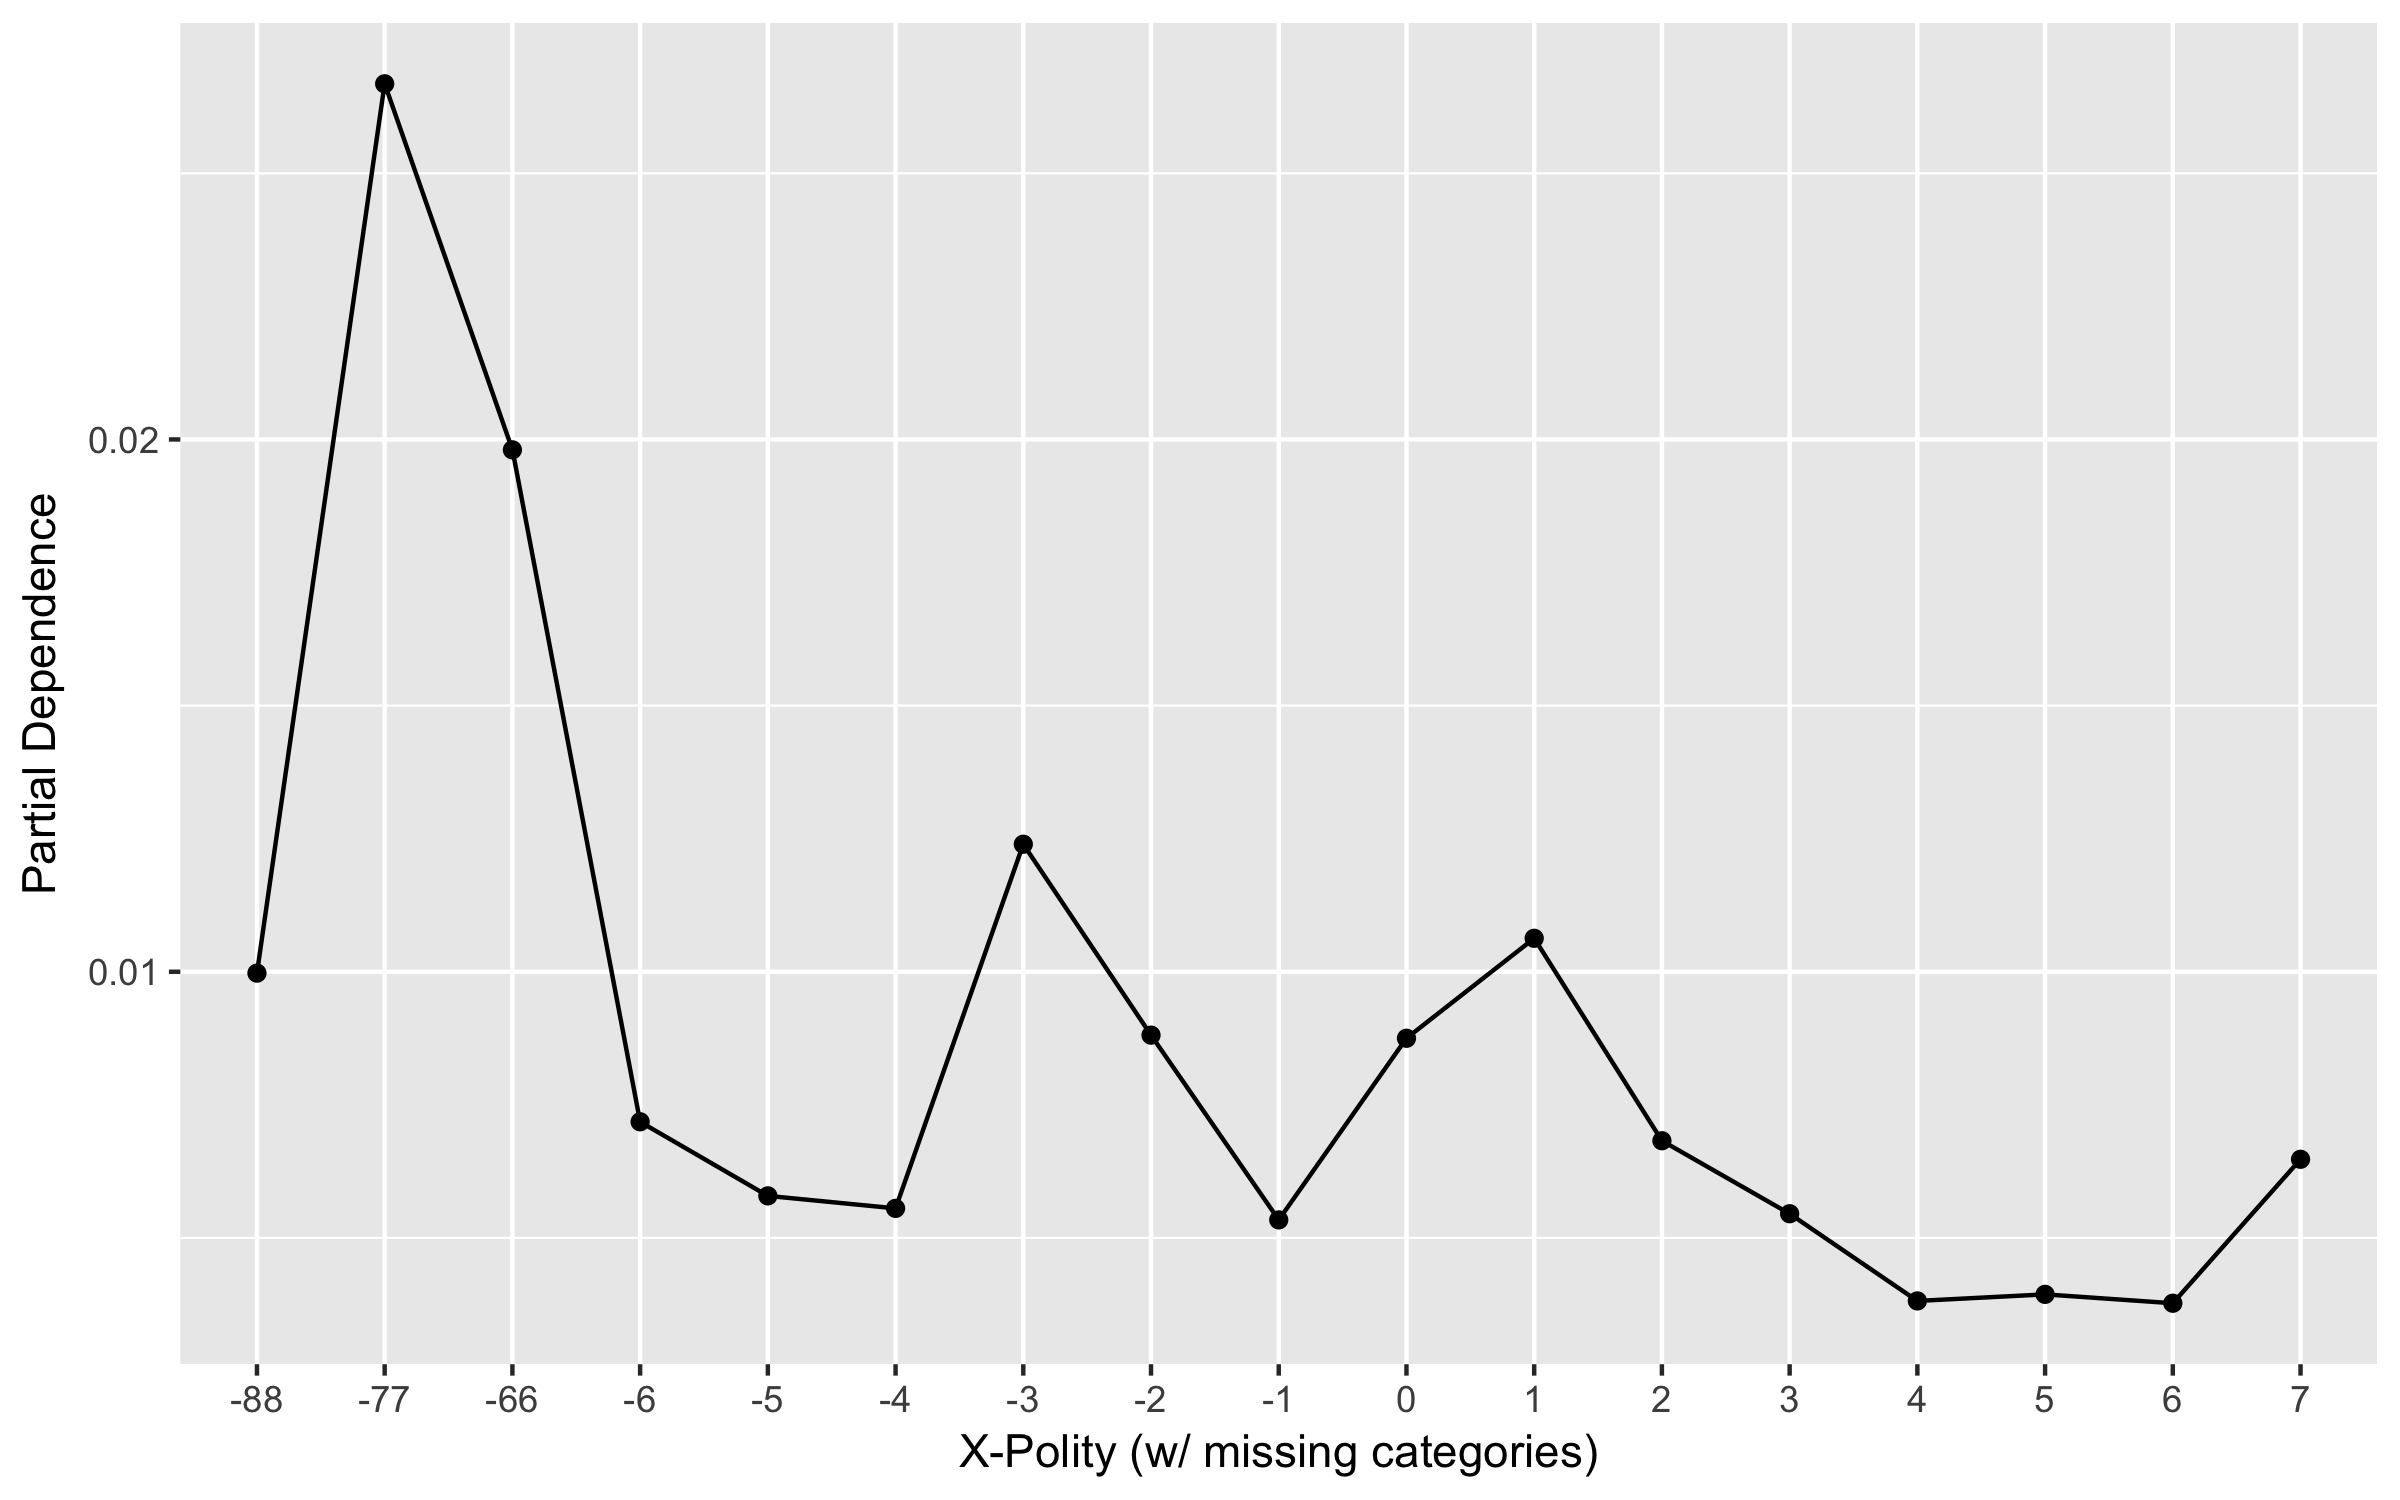 Partial Dependence
0.02
0.01
-88 -77 -66 -6 -5 -4 -3 -2 -1 0 1 2 3 4 5 6 7
X-Polity (w/ missing categories)